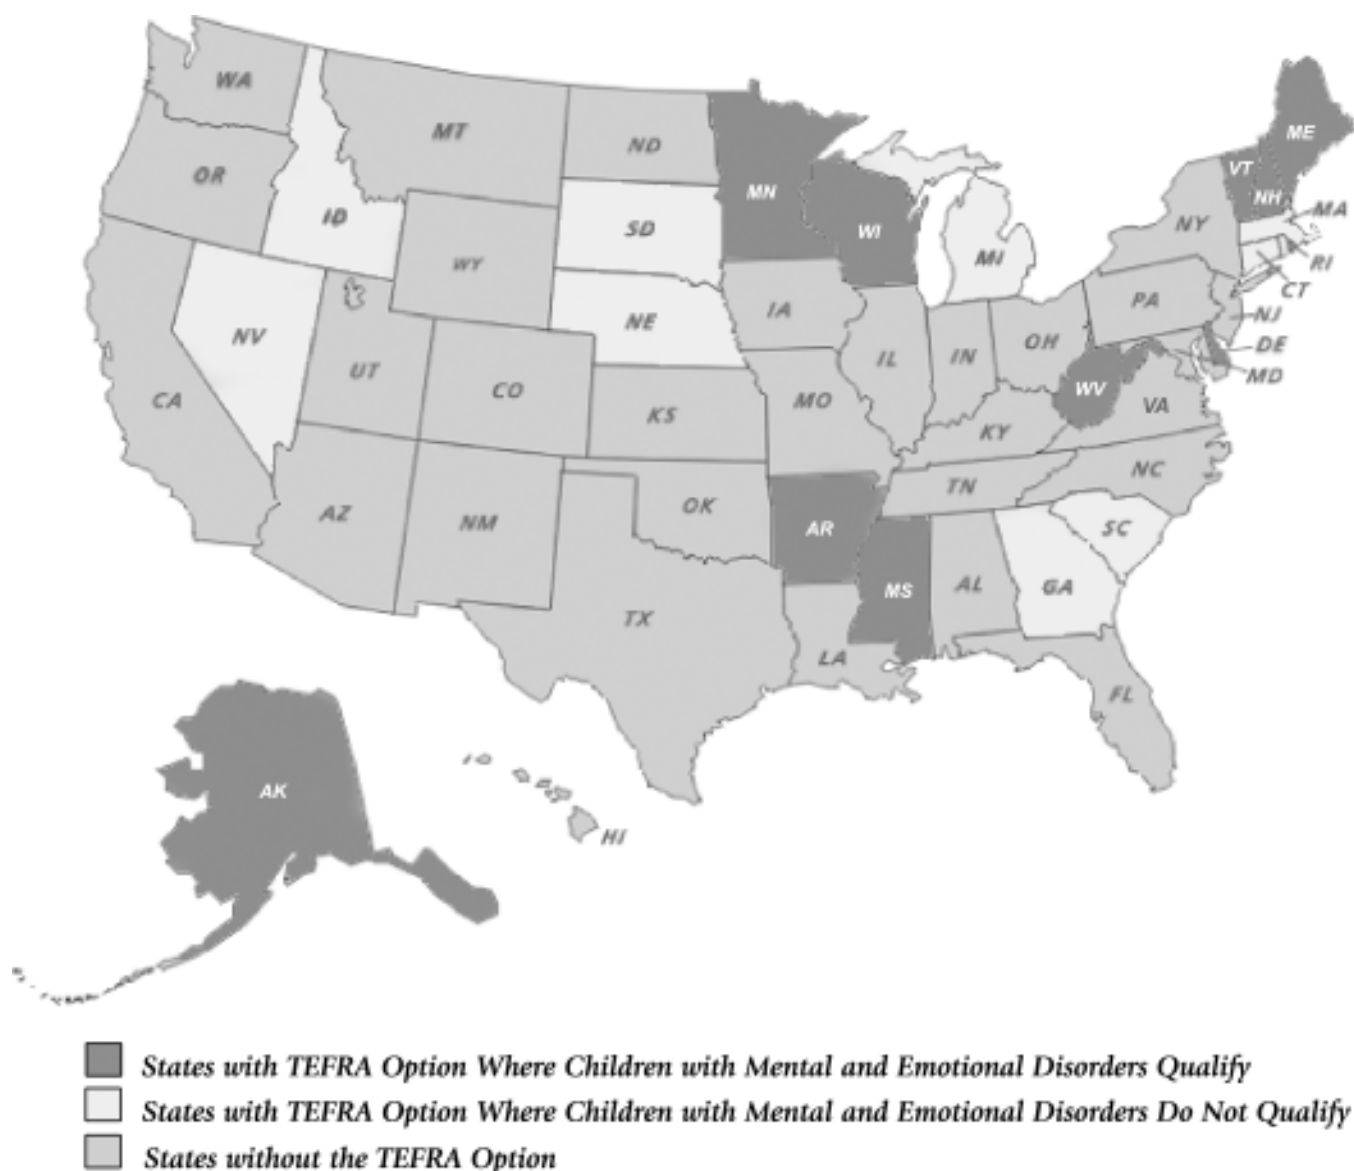 WA
MT
ND
MN
ME
VT
NH
OR
ID
SD
WI
MI
NY
MA
RI
CT
WY
NE
IA
PA
NJ
NV
UT
CO
IL
IN
OH
DE
MD
CA
KS
MO
WV
VA
KY
AZ
NM
OK
AR
TN
NC
SC
TX
MS
AL
GA
LA
FL
AK
HI
States with TEFRA Option Where Children with Mental and Emotional Disorders Qualify
States with TEFRA Option Where Children with Mental and Emotional Disorders Do Not Qualify
States without the TEFRA Option